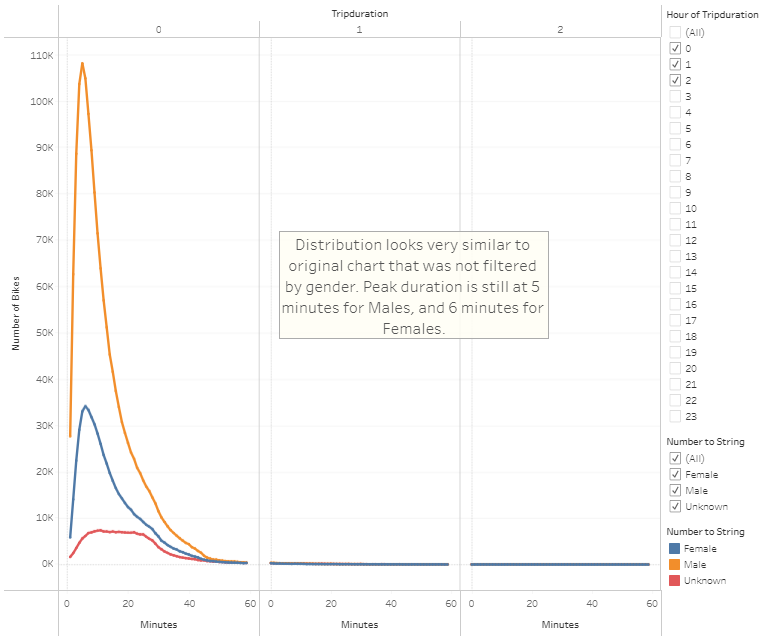 Tripduration
0
1
2
110K
100K
90K
80K
70K
60K
50K
40K
30K
20K
10K
0K
Number of Bikes
Distribution looks very similar to
original chart that was not filtered
by gender. Peak duration is still at 5
minutes for Males, and 6 minutes for
Females.
0 20 40 60
0 20 40 60
0 20 40 60
Minutes
Minutes
Minutes
Hour of Tripduration
(All)
0
1
2
3
4
5
6
7
8
9
10
11
12
13
14
15
16
17
18
19
20
21
22
23
Number to String
(All)
Female
Male
Unknown
Number to String
Female
Male
Unknown